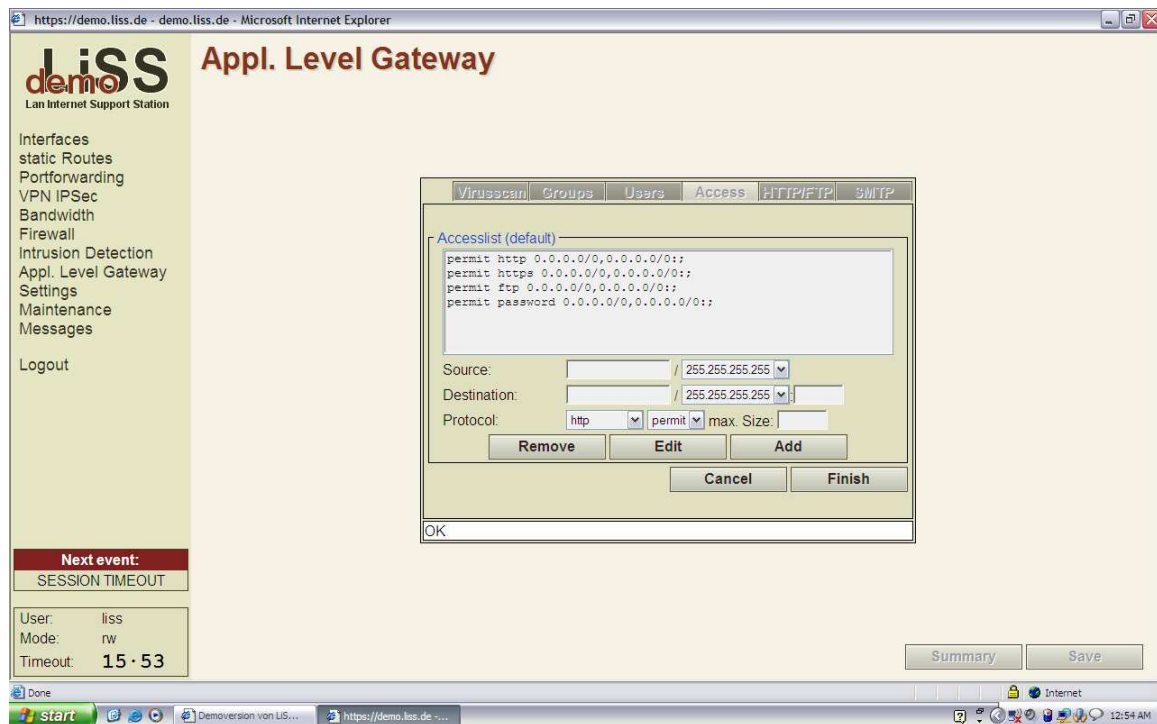 https://demo.liss.de - demo.liss.de - Microsoft Internet Explorer
LiSS
demo
Lan Internet Support Station
Appl. Level Gateway
Interfaces
static Routes
Portforwarding
VPN IPSec
Bandwidth
Firewall
Intrusion Detection
Appl. Level Gateway
Settings
Maintenance
Messages
Logout
Virusscan Groups Users Access HTTP/FTP SMTP
Accesslist (default)
permit http 0.0.0.0/0,0.0.0.0/0:;
permit https 0.0.0.0/0,0.0.0.0/0:;
permit ftp 0.0.0.0/0,0.0.0.0/0:;
permit password 0.0.0.0/0,0.0.0.0/0:;
Source: / 255.255.255.255
Destination: / 255.255.255.255 :
Protocol: http permit max. Size:
Remove Edit Add
Cancel Finish
OK
Next event:
SESSION TIMEOUT
User: liss
Mode: rw
Timeout: 15·53
Summary Save
Done Internet
start Demoversion von LiS... https://demo.liss.de -... 12:54 AM